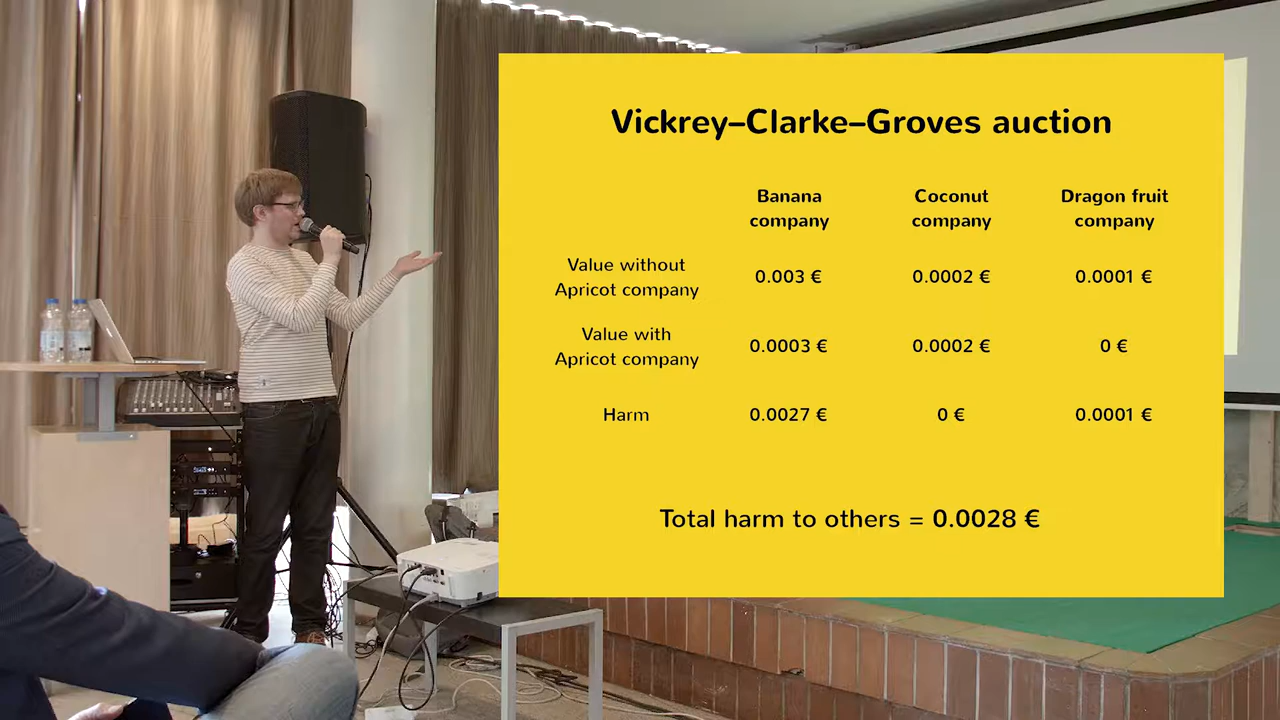 Vickrey–Clarke–Groves auction
Banana company
Coconut company
Dragon fruit company
Value without Apricot company
0.003 €
0.0002 €
0.0001 €
Value with Apricot company
0.0003 €
0.0002 €
0 €
Harm
0.0027 €
0 €
0.0001 €
Total harm to others = 0.0028 €